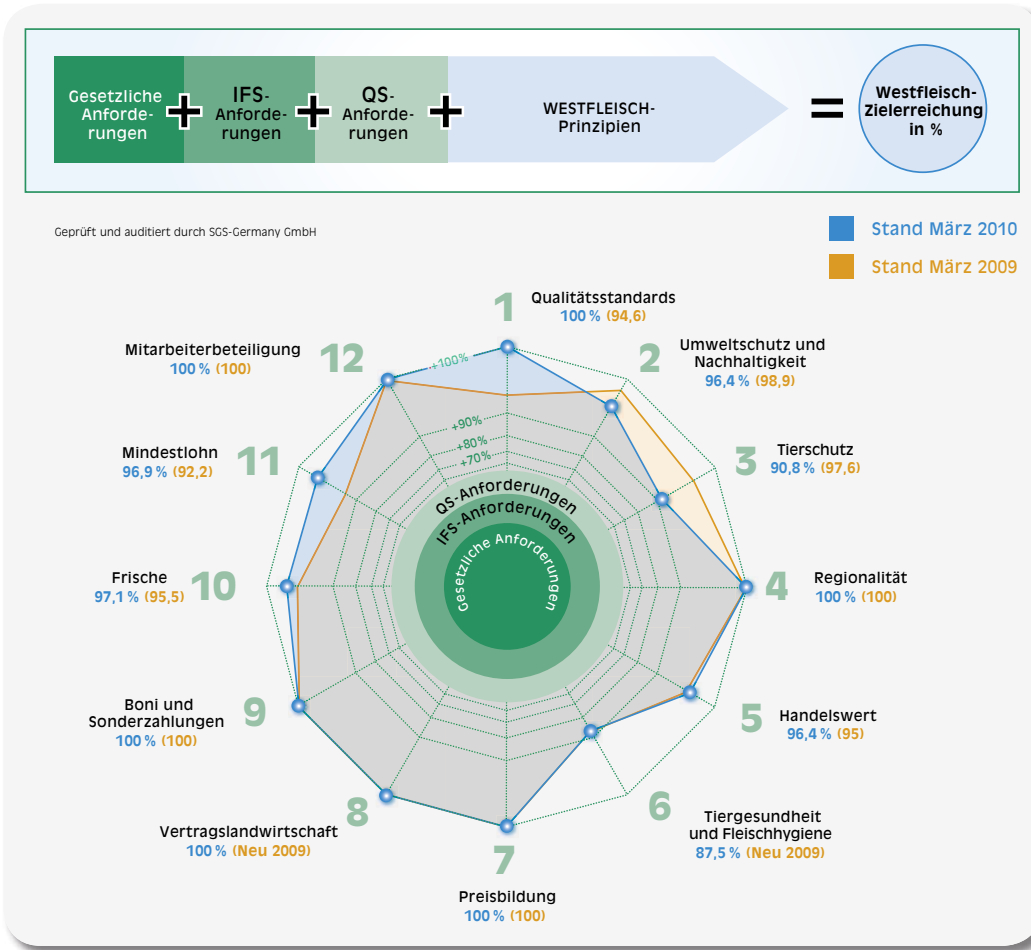 Gesetzliche
Anforde-
rungen
+
IFS-
Anforde-
rungen
+
QS-
Anforde-
rungen
+
WESTFLEISCH-
Prinzipien
=
Westfleisch-
Zielerreichung
in %
Geprüft und auditiert durch SGS-Germany GmbH
Stand März 2010
Stand März 2009
1
Qualitätsstandards
100 % (94,6)
2
Umweltschutz und
Nachhaltigkeit
96,4 % (98,9)
3
Tierschutz
90,8 % (97,6)
4
Regionalität
100 % (100)
5
Handelswert
96,4 % (95)
6
Tiergesundheit
und Fleischhygiene
87,5 % (Neu 2009)
7
Preisbildung
100 % (100)
8
Vertragslandwirtschaft
100 % (Neu 2009)
9
Boni und
Sonderzahlungen
100 % (100)
10
Frische
97,1 % (95,5)
11
Mindestlohn
96,9 % (92,2)
12
Mitarbeiterbeteiligung
100 % (100)
+100%
+90%
+80%
+70%
QS-Anforderungen
IFS-Anforderungen
Gesetzliche Anforderungen